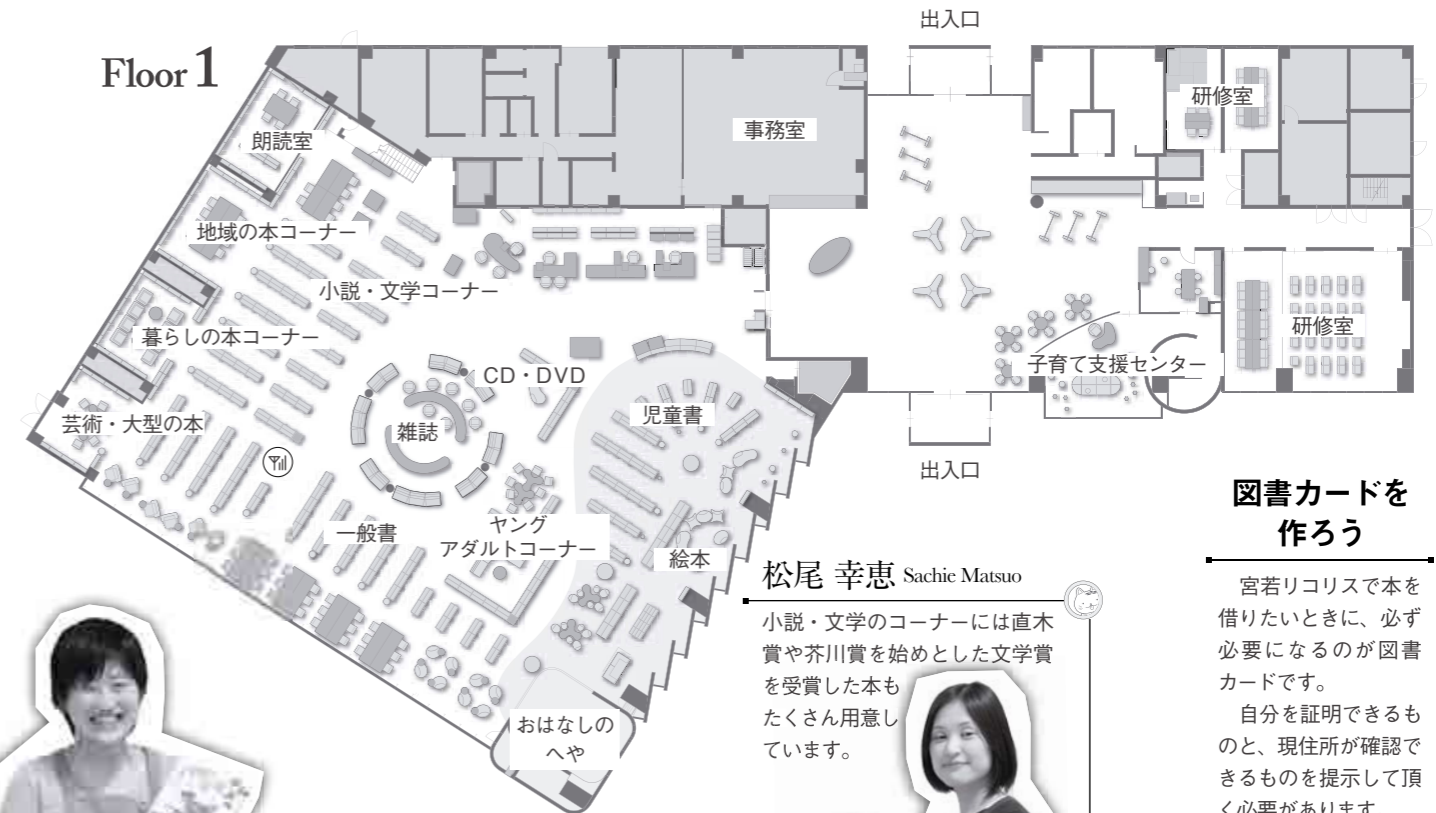 出入口
Floor 1
研修室
事務室
朗読室
地域の本コーナー
小説・文学コーナー
研修室
暮らしの本コーナー
子育て支援センター
CD・DVD
児童書
芸術・大型の本
雑誌
出入口
ヤング
アダルトコーナー
一般書
絵本
おはなしの
へや
松尾 幸恵 Sachie Matsuo
小説・文学のコーナーには直木
賞や芥川賞を始めとした文学賞
を受賞した本も
たくさん用意し
ています。
図書カードを
作ろう
宮若リコリスで本を
借りたいときに、必ず
必要になるのが図書
カードです。
自分を証明できるも
のと、現住所が確認で
きるものを提示して頂
く必要があります